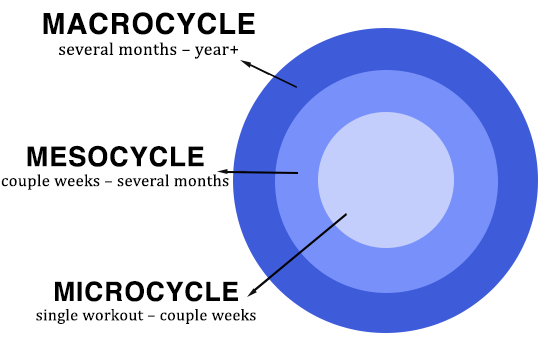 MACROCYCLE
several months – year+
MESOCYCLE
couple weeks – several months
MICROCYCLE
single workout – couple weeks